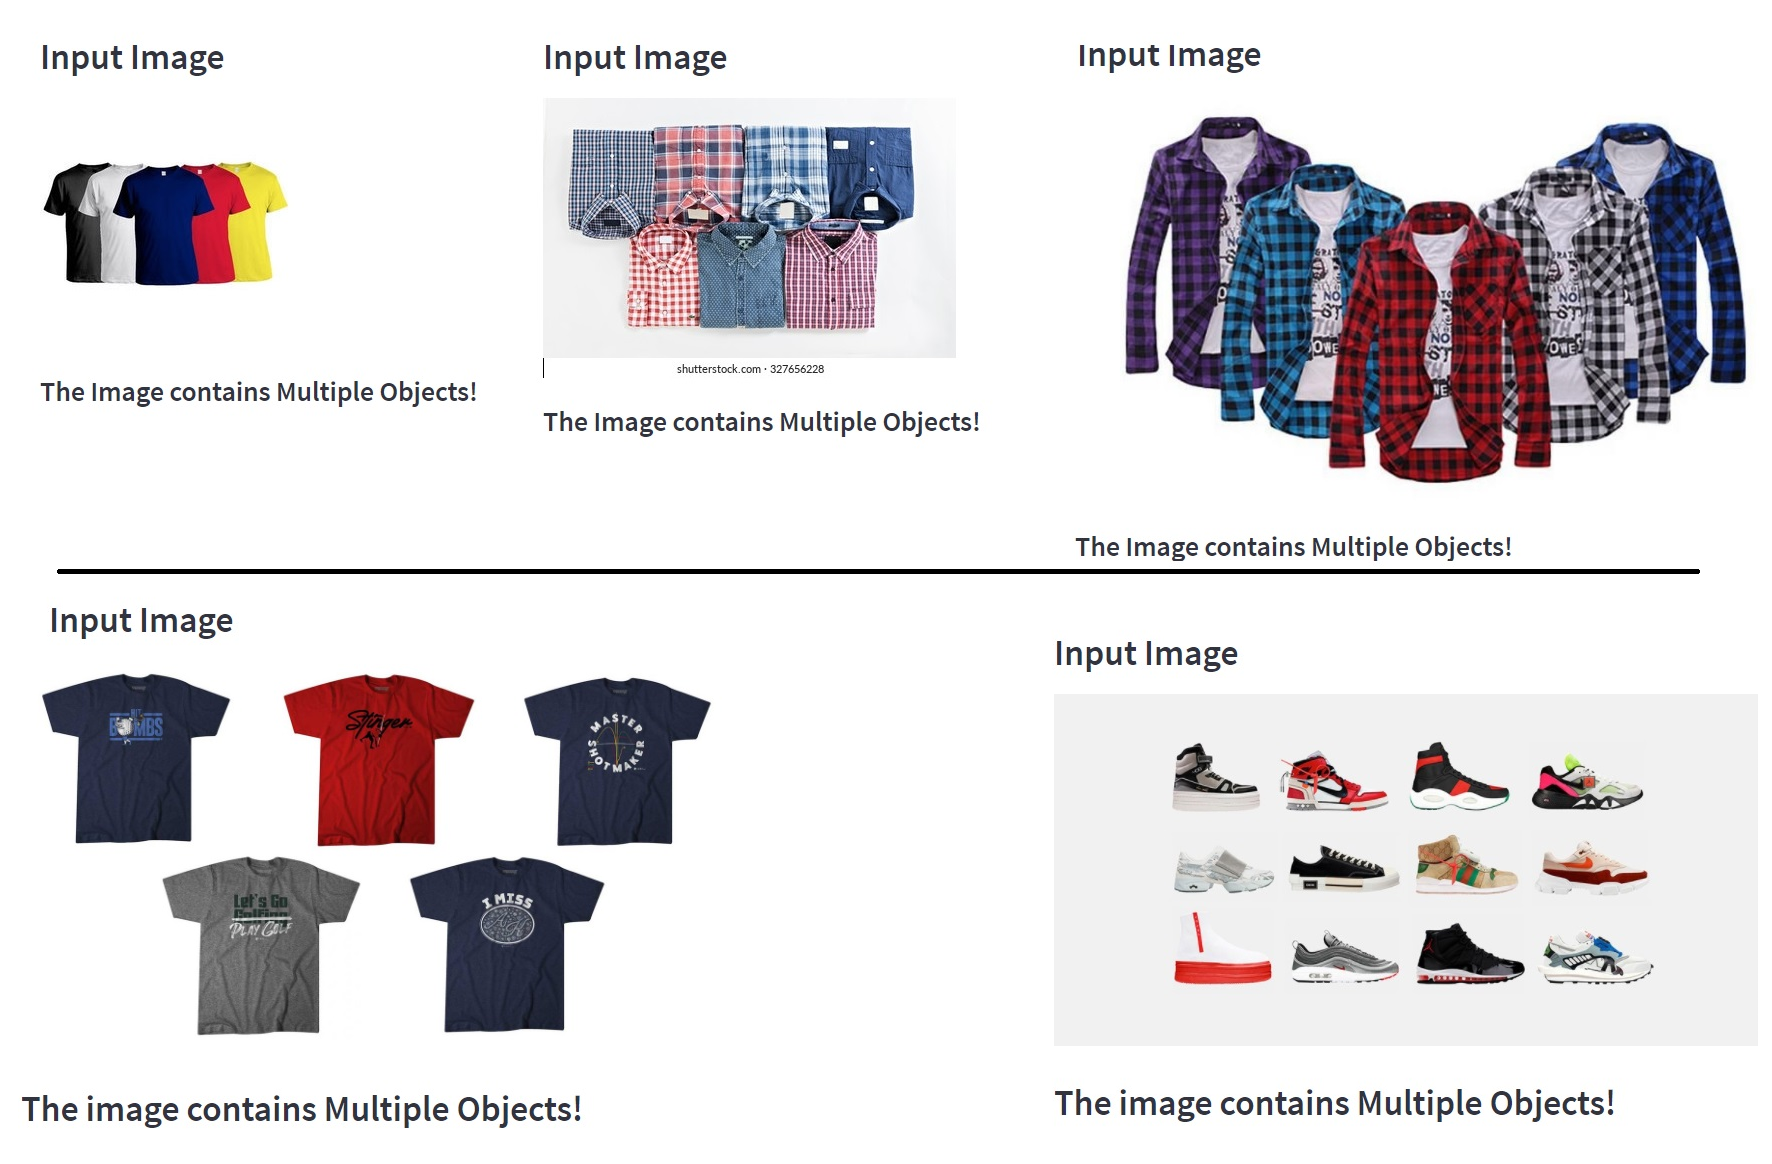 Input Image
Input Image
Input Image
shutterstock.com · 327656228
The Image contains Multiple Objects!
The Image contains Multiple Objects!
The Image contains Multiple Objects!
Input Image
Input Image
HIT
BOMBS
Stinger
MASTER
SHOTMAKER
Let's Go
Golfing
PLAY GOLF
I MISS
The image contains Multiple Objects!
The image contains Multiple Objects!